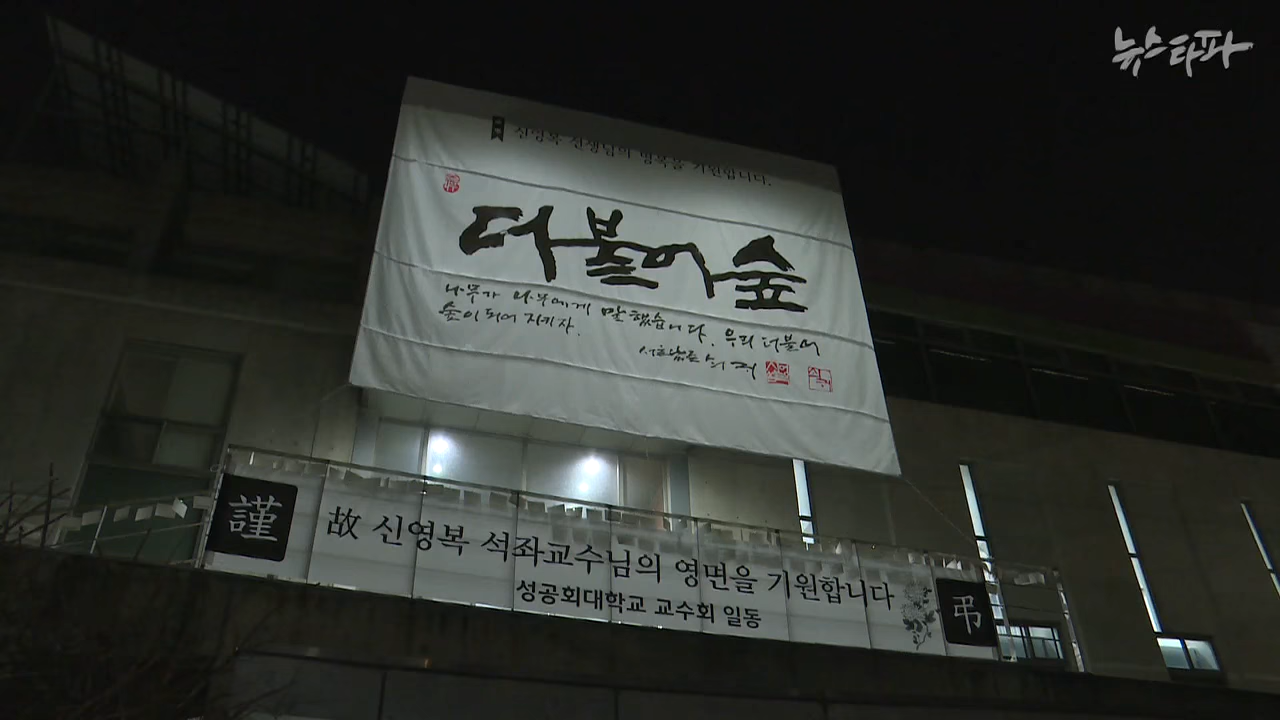 뉴스타파
신영복 선생님의 명복을 기원합니다.
더불어숲
나무가 나무에게 말했습니다. 우리 더불어
숲이 되어 지키자.
謹 故 신영복 석좌교수님의 영면을 기원합니다 弔
성공회대학교 교수회 일동